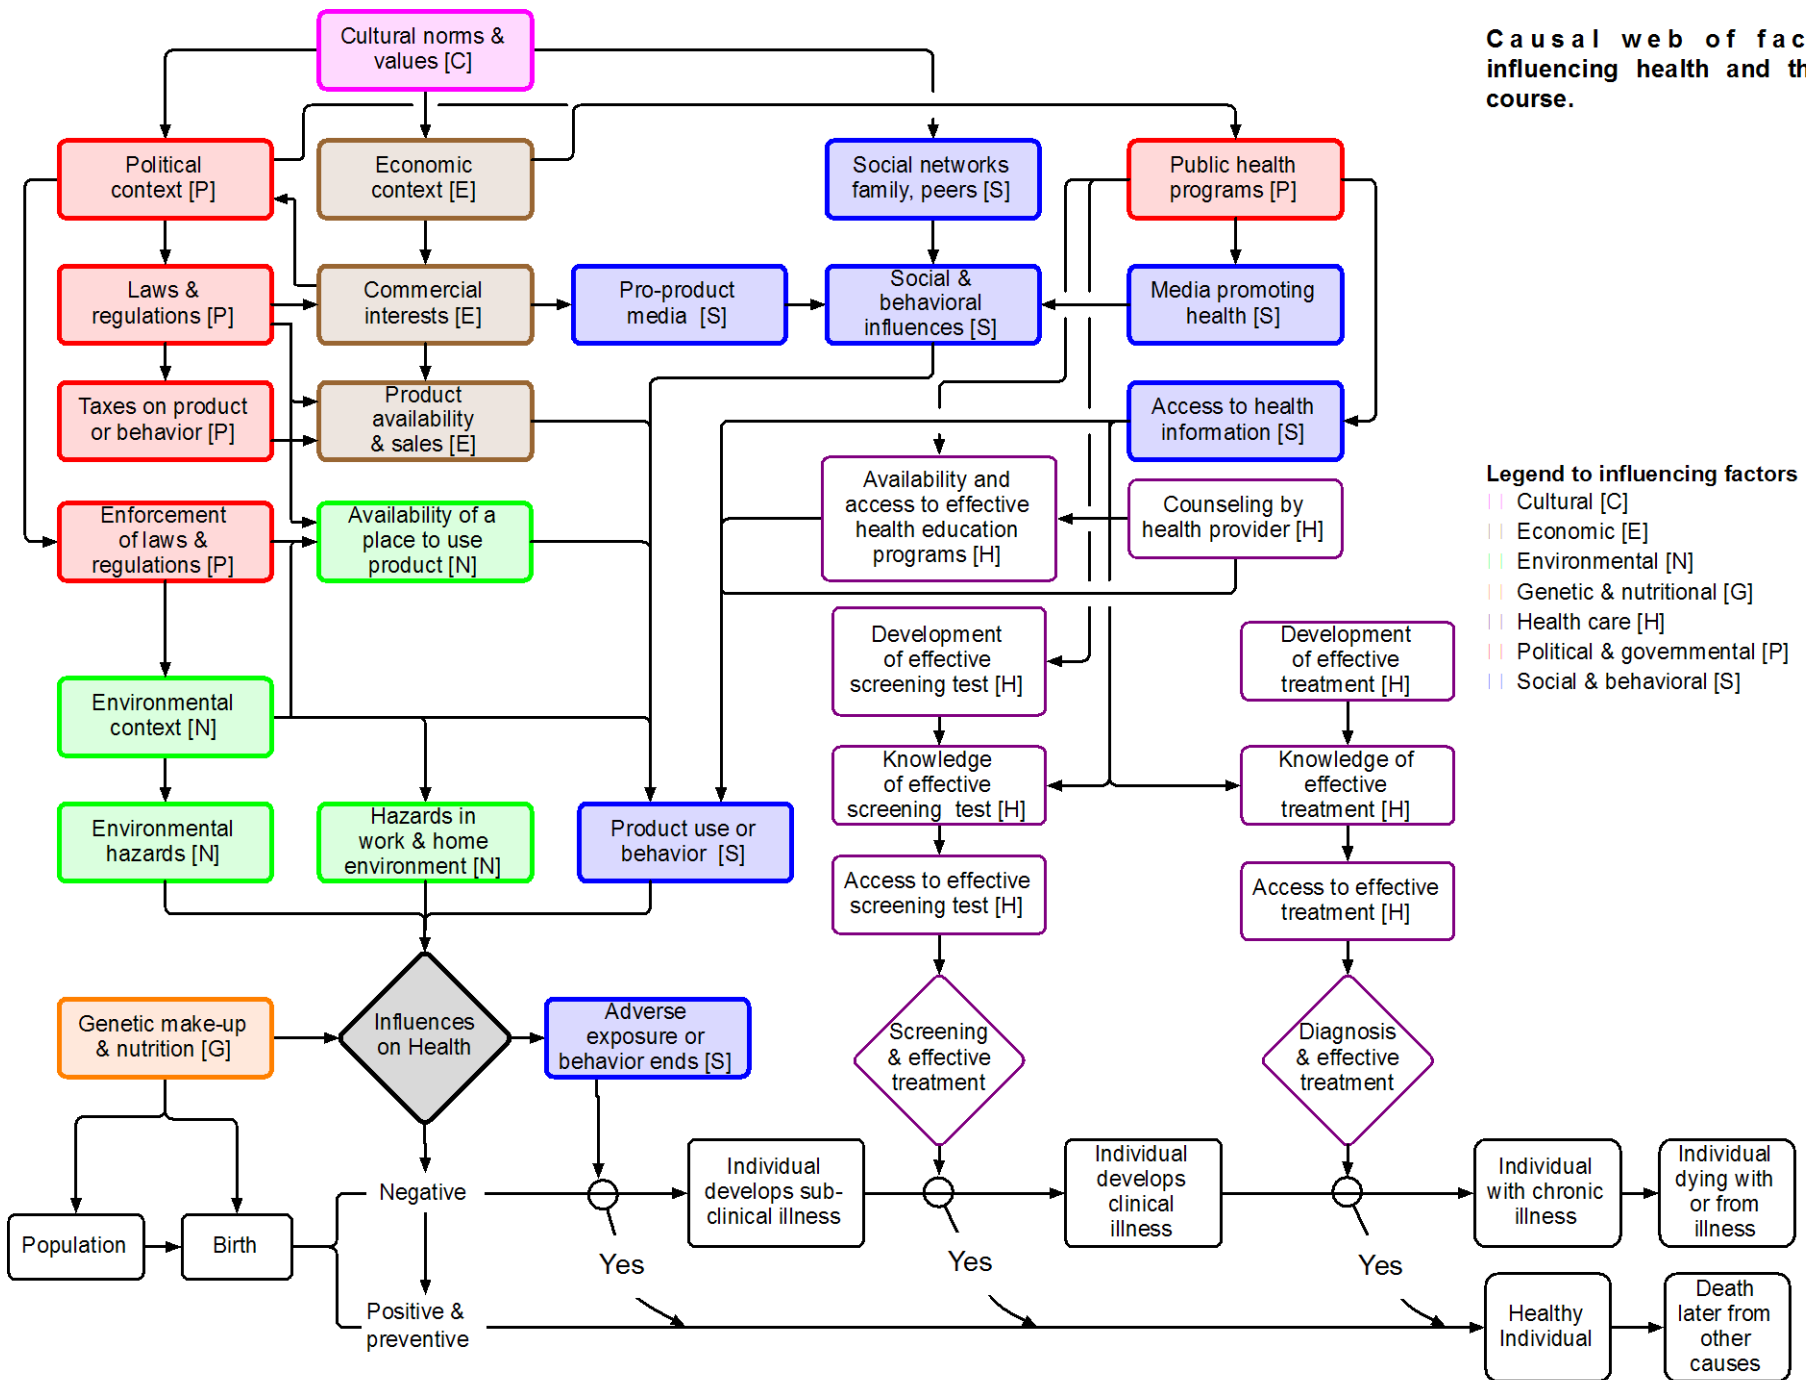 Causal web of fac
influencing health and th
course.
Cultural norms &
values [C]
Political
context [P]
Economic
context [E]
Social networks
family, peers [S]
Public health
programs [P]
Laws &
regulations [P]
Commercial
interests [E]
Pro-product
media [S]
Social &
behavioral
influences [S]
Media promoting
health [S]
Taxes on product
or behavior [P]
Product
availability
& sales [E]
Access to health
information [S]
Availability and
access to effective
health education
programs [H]
Counseling by
health provider [H]
Enforcement
of laws &
regulations [P]
Availability of a
place to use
product [N]
Legend to influencing factors
Cultural [C]
Economic [E]
Environmental [N]
Genetic & nutritional [G]
Health care [H]
Political & governmental [P]
Social & behavioral [S]
Development
of effective
screening test [H]
Development
of effective
treatment [H]
Environmental
context [N]
Knowledge
of effective
screening test [H]
Knowledge of
effective
treatment [H]
Environmental
hazards [N]
Hazards in
work & home
environment [N]
Product use or
behavior [S]
Access to effective
screening test [H]
Access to effective
treatment [H]
Genetic make-up
& nutrition [G]
Influences
on Health
Adverse
exposure or
behavior ends [S]
Screening
& effective
treatment
Diagnosis
& effective
treatment
Negative
Individual
develops sub-
clinical illness
Individual
develops
clinical
illness
Individual
with chronic
illness
Individual
dying with
or from
illness
Population
Birth
Yes
Yes
Yes
Positive &
preventive
Healthy
Individual
Death
later from
other
causes